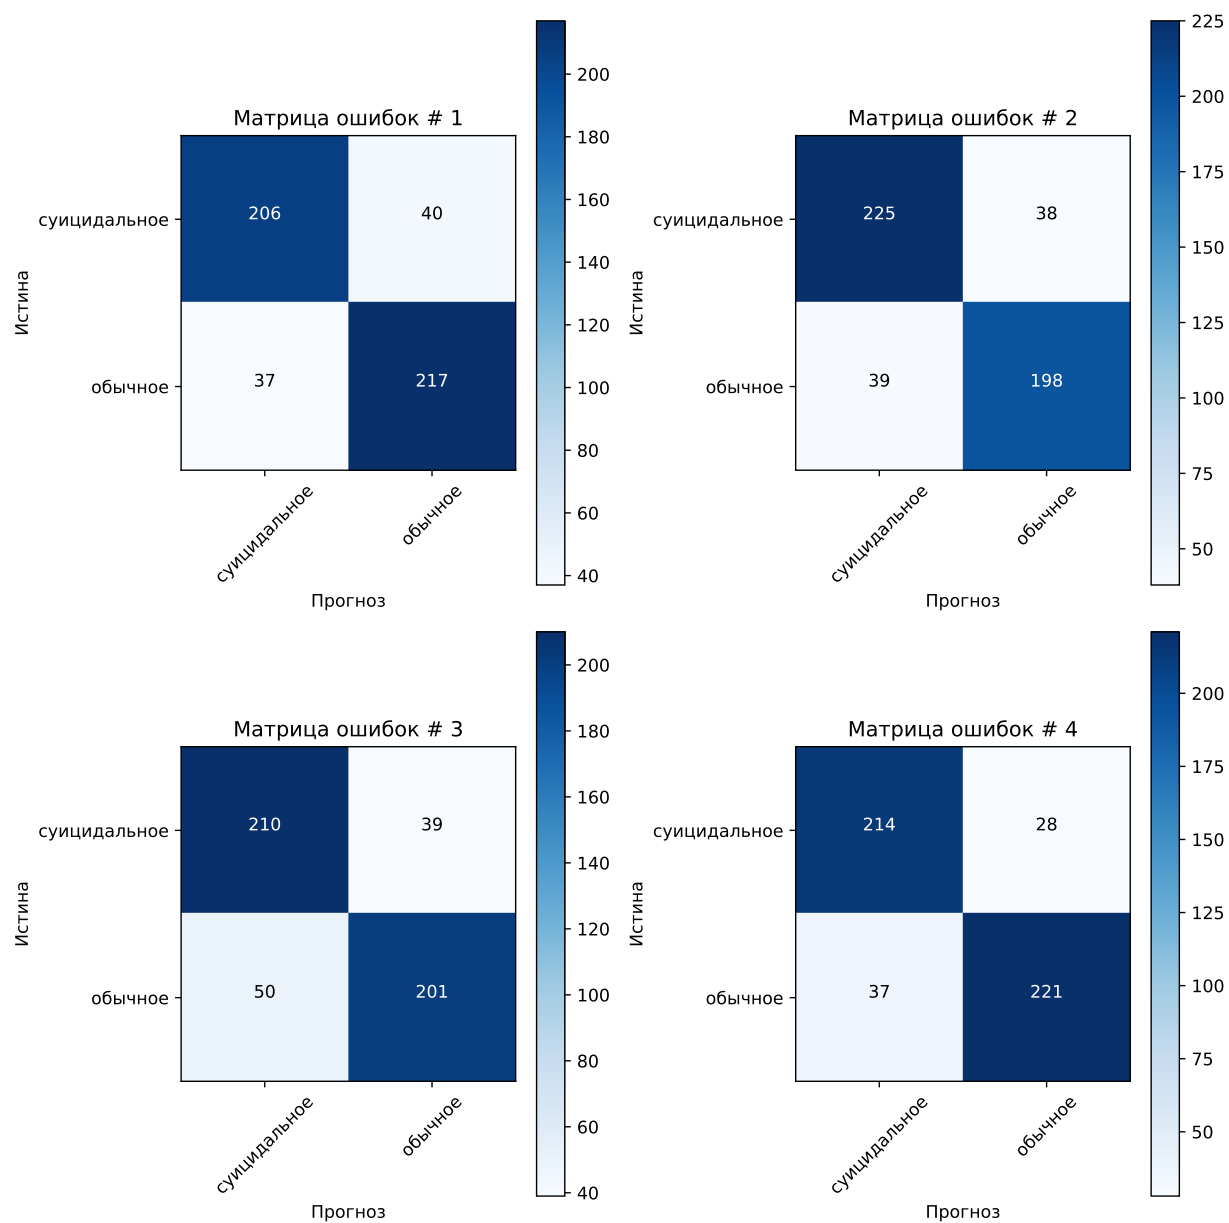 Матрица ошибок # 1
206
40
37
217
суицидальное
обычное
Истина
суицидальное
обычное
Прогноз
200
180
160
140
120
100
80
60
40
Матрица ошибок # 2
225
38
39
198
суицидальное
обычное
Истина
суицидальное
обычное
Прогноз
225
200
175
150
125
100
75
50
Матрица ошибок # 3
210
39
50
201
суицидальное
обычное
Истина
суицидальное
обычное
Прогноз
200
180
160
140
120
100
80
60
40
Матрица ошибок # 4
214
28
37
221
суицидальное
обычное
Истина
суицидальное
обычное
Прогноз
200
175
150
125
100
75
50